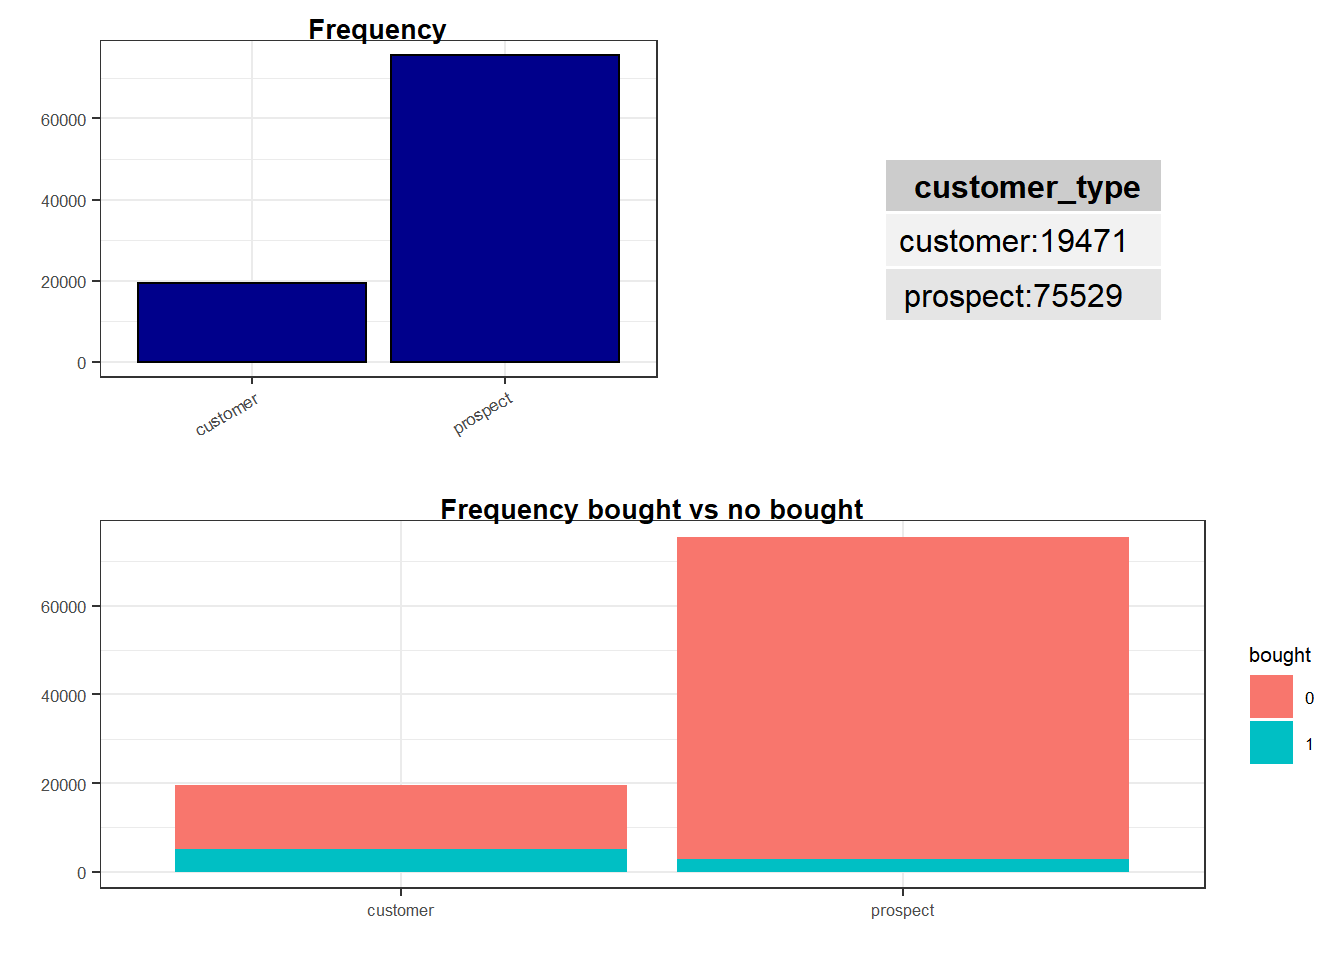 Frequency
60000
40000
20000
0
customer
prospect
customer_type
customer:19471
prospect:75529
Frequency bought vs no bought
60000
40000
20000
0
customer
prospect
bought
0
1